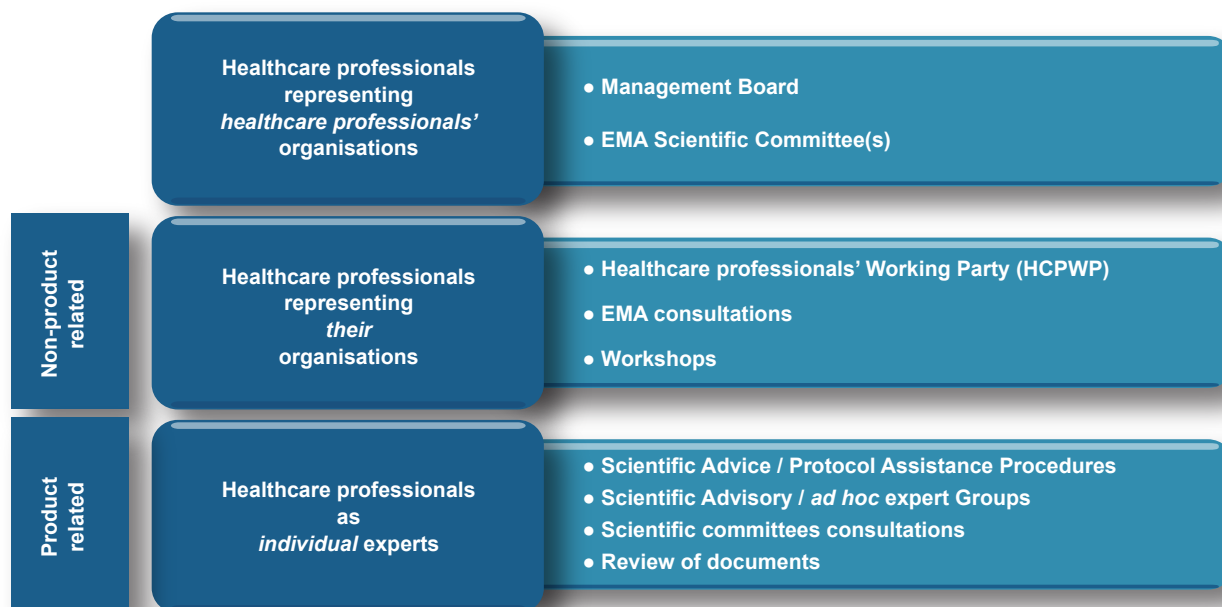 Healthcare professionals
representing
healthcare professionals’
organisations
● Management Board
● EMA Scientific Committee(s)
Non-product
related
Healthcare professionals
representing
their
organisations
● Healthcare professionals’ Working Party (HCPWP)
● EMA consultations
● Workshops
Product
related
Healthcare professionals
as
individual experts
● Scientific Advice / Protocol Assistance Procedures
● Scientific Advisory / ad hoc expert Groups
● Scientific committees consultations
● Review of documents